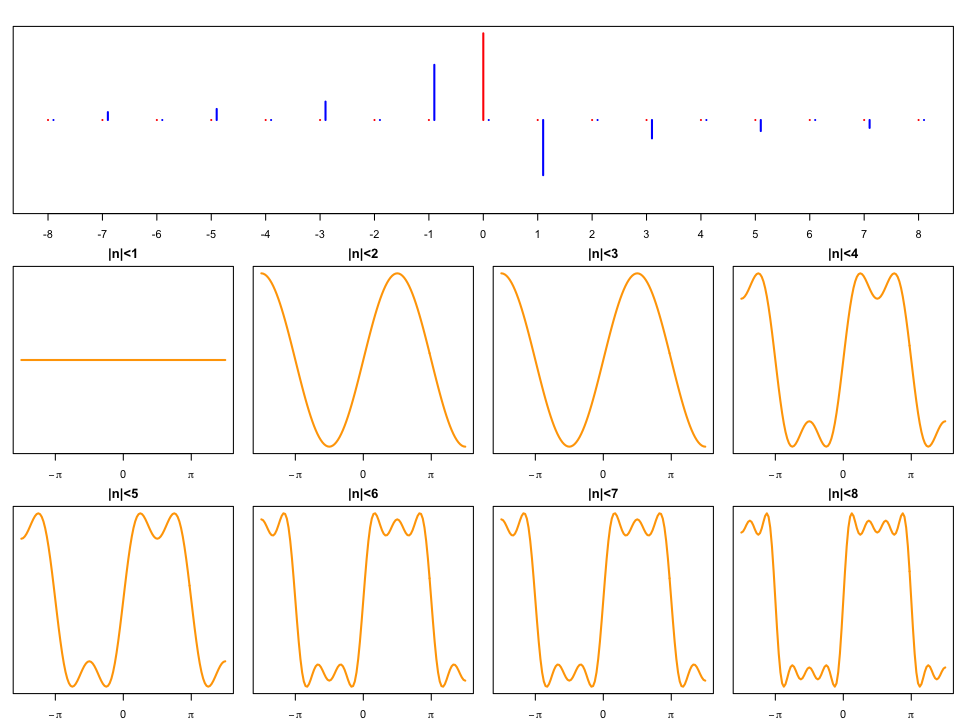 -8 -7 -6 -5 -4 -3 -2 -1 0 1 2 3 4 5 6 7 8
|n|<1 |n|<2 |n|<3 |n|<4
−π 0 π −π 0 π −π 0 π −π 0 π
|n|<5 |n|<6 |n|<7 |n|<8
−π 0 π −π 0 π −π 0 π −π 0 π